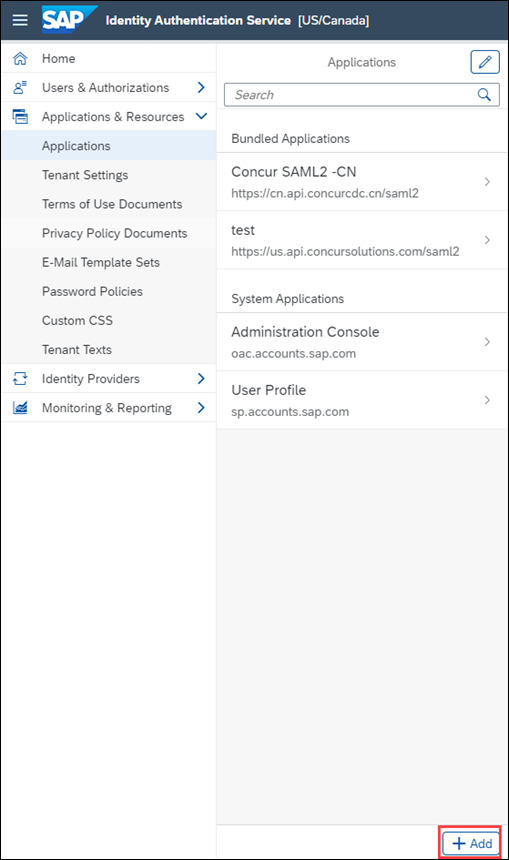 SAP Identity Authentication Service [US/Canada]
Home
Users & Authorizations
Applications & Resources
Applications
Tenant Settings
Terms of Use Documents
Privacy Policy Documents
E-Mail Template Sets
Password Policies
Custom CSS
Tenant Texts
Identity Providers
Monitoring & Reporting
Applications
Search
Bundled Applications
Concur SAML2 -CN
https://cn.api.concurcdc.cn/saml2
test
https://us.api.concursolutions.com/saml2
System Applications
Administration Console
oac.accounts.sap.com
User Profile
sp.accounts.sap.com
+ Add